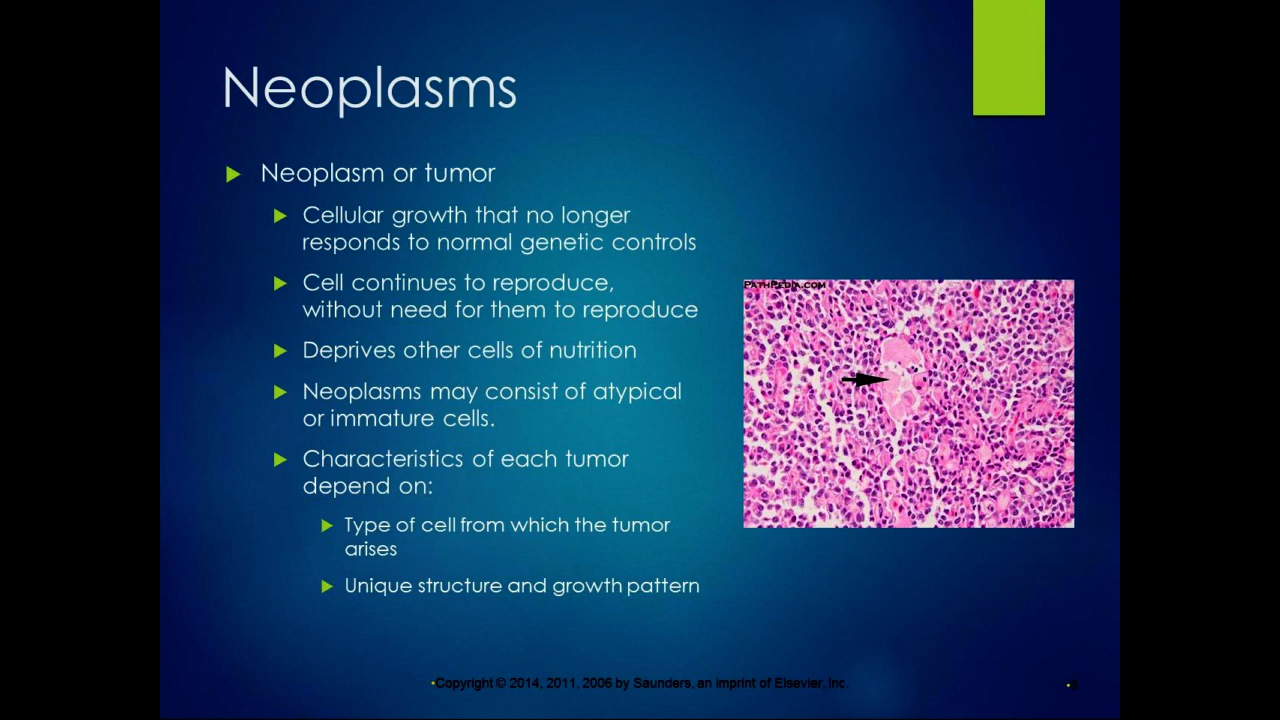 Neoplasms
Neoplasm or tumor
Cellular growth that no longer
responds to normal genetic controls
Cell continues to reproduce,
without need for them to reproduce
Deprives other cells of nutrition
Neoplasms may consist of atypical
or immature cells.
Characteristics of each tumor
depend on:
Type of cell from which the tumor
arises
Unique structure and growth pattern
PATHPEDIA.COM
•Copyright © 2014, 2011, 2006 by Saunders, an imprint of Elsevier, Inc.